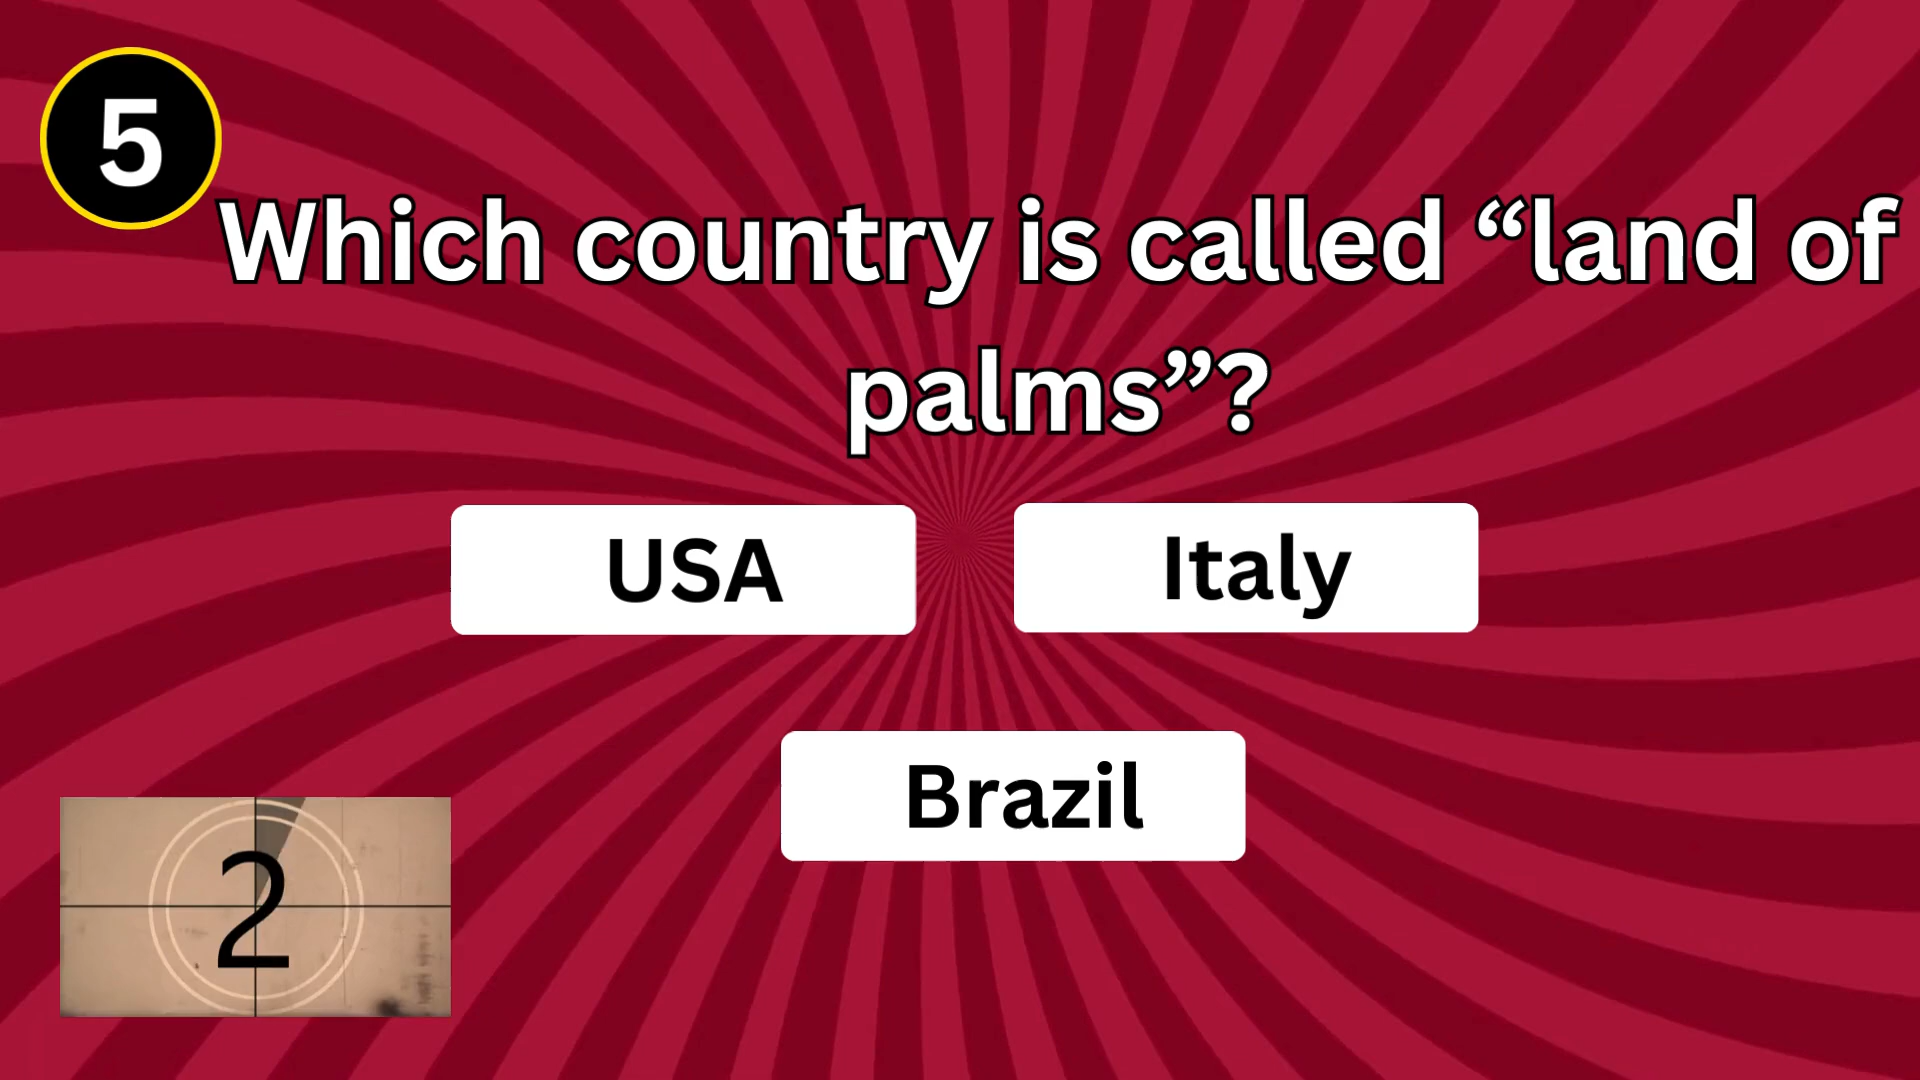 5
Which country is called “land of
palms”?
USA
Italy
Brazil
2